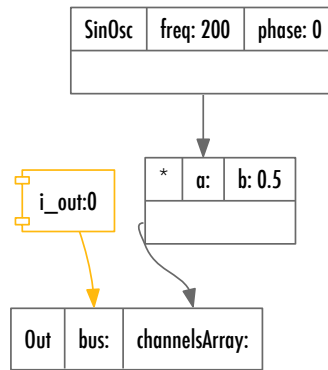 SinOsc freq: 200 phase: 0
* a: b: 0.5
i_out:0
Out bus: channelsArray: